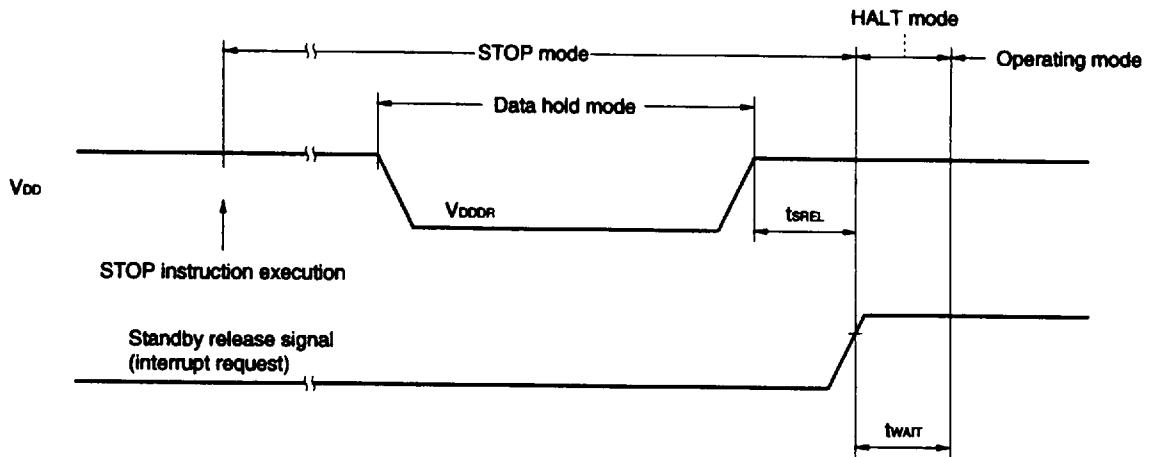 HALT mode
STOP mode
Operating mode
Data hold mode
VDD
VDDDR
tSREL
STOP instruction execution
Standby release signal
(interrupt request)
tWAIT